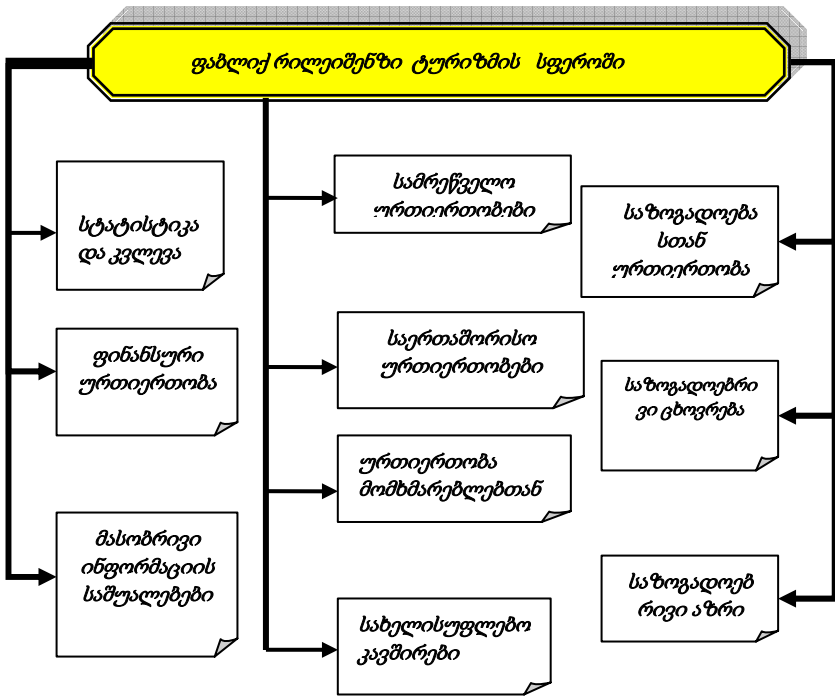 ფაბლიქ რილეიშენზი ტურიზმის სფეროში
სტატისტიკა
და კვლევა
ფინანსური
ურთიერთობა
მასობრივი
ინფორმაციის
საშუალებები
სამრეწველო
ურთიერთობები
საერთაშორისო
ურთიერთობები
ურთიერთობა
მომხმარებლებთან
სახელისუფლებო
კავშირები
საზოგადოება
სთან
ურთიერთობა
საზოგადოებრი
ვი ცხოვრება
საზოგადოებ
რივი აზრი